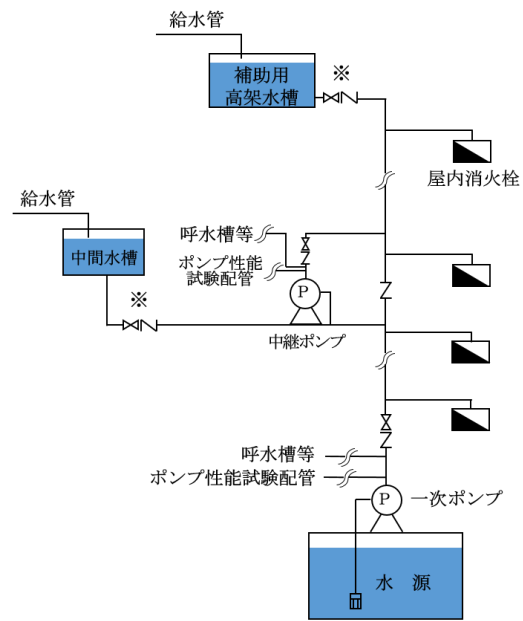 給水管
補助用
高架水槽
※
屋内消火栓
給水管
呼水槽等
中間水槽
ポンプ性能
試験配管
※
P
中継ポンプ
呼水槽等
ポンプ性能試験配管
P
一次ポンプ
水 源